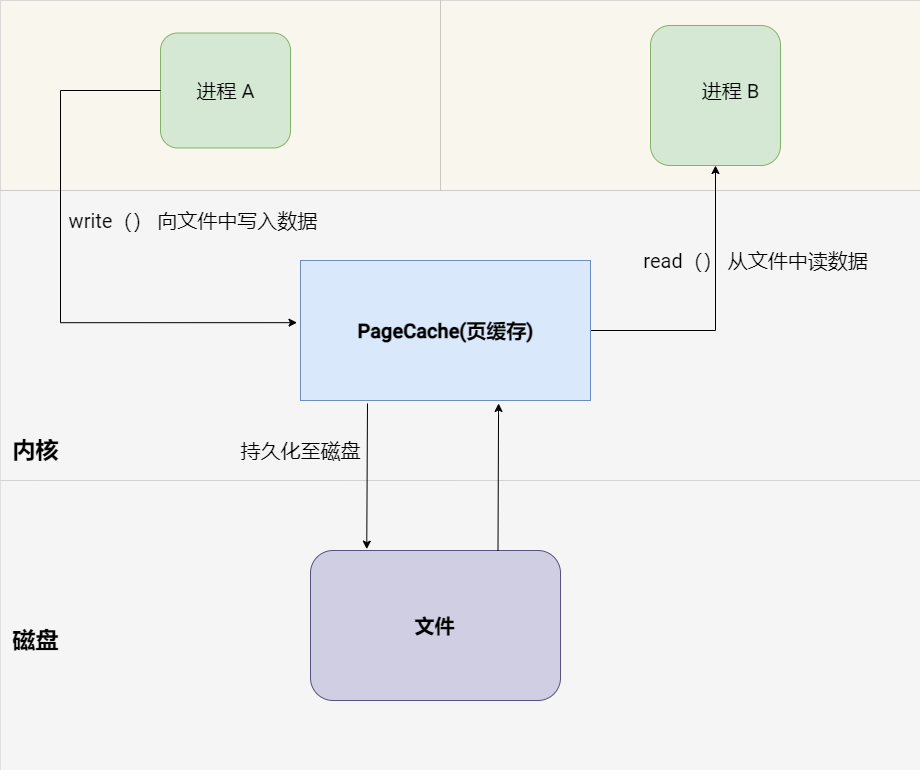 进程 A
进程 B
write（） 向文件中写入数据
read（） 从文件中读数据
PageCache(页缓存)
内核
持久化至磁盘
文件
磁盘